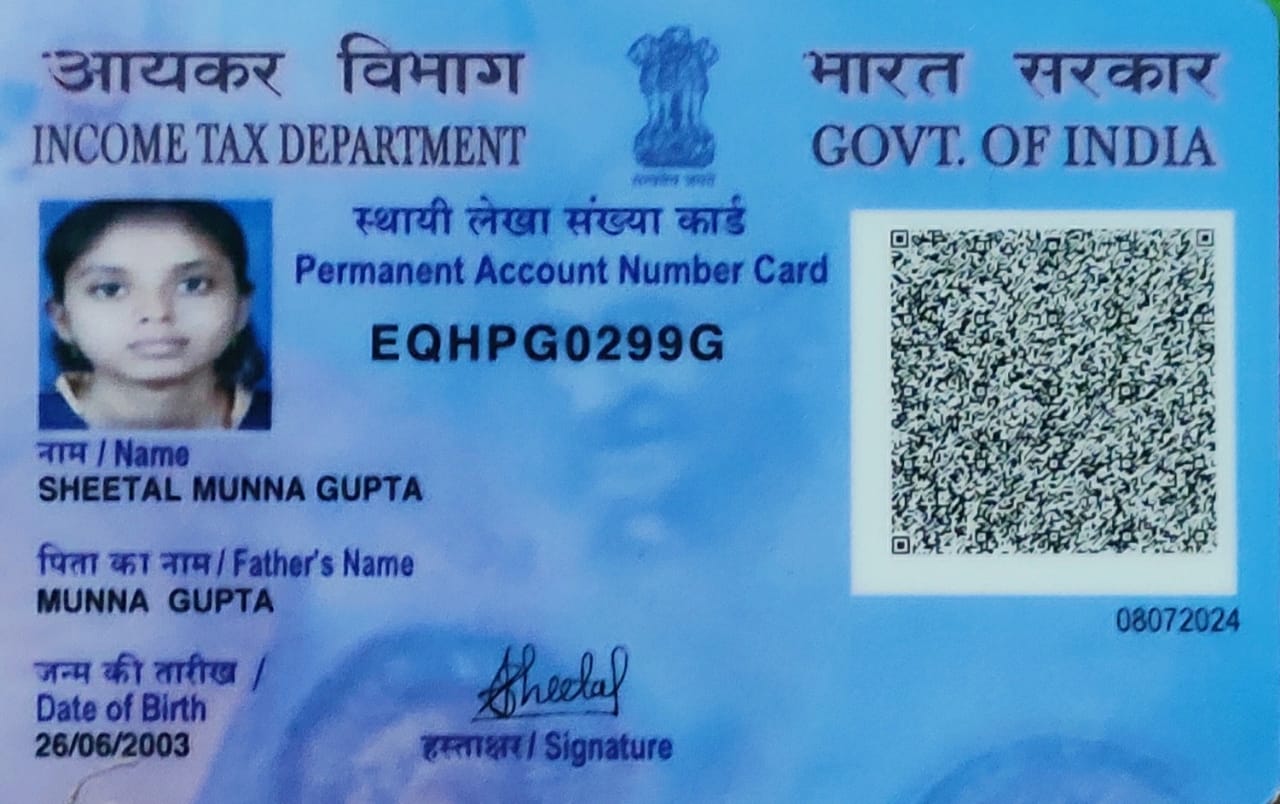 आयकर विभाग
INCOME TAX DEPARTMENT
भारत सरकार
GOVT. OF INDIA
सत्यमेव जयते
स्थायी लेखा संख्या कार्ड
Permanent Account Number Card
EQHPG0299G
नाम / Name
SHEETAL MUNNA GUPTA
पिता का नाम / Father's Name
MUNNA GUPTA
जन्म की तारीख /
Date of Birth
26/06/2003
Sheetal
हस्ताक्षर / Signature
08072024